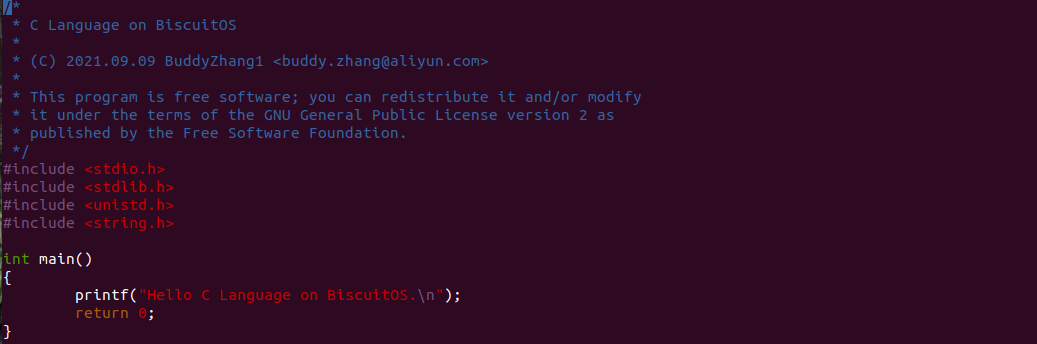 /*
 * C Language on BiscuitOS
 *
 * (C) 2021.09.09 BuddyZhang1 <buddy.zhang@aliyun.com>
 *
 * This program is free software; you can redistribute it and/or modify
 * it under the terms of the GNU General Public License version 2 as
 * published by the Free Software Foundation.
 */
#include <stdio.h>
#include <stdlib.h>
#include <unistd.h>
#include <string.h>

int main()
{
        printf("Hello C Language on BiscuitOS.\n");
        return 0;
}